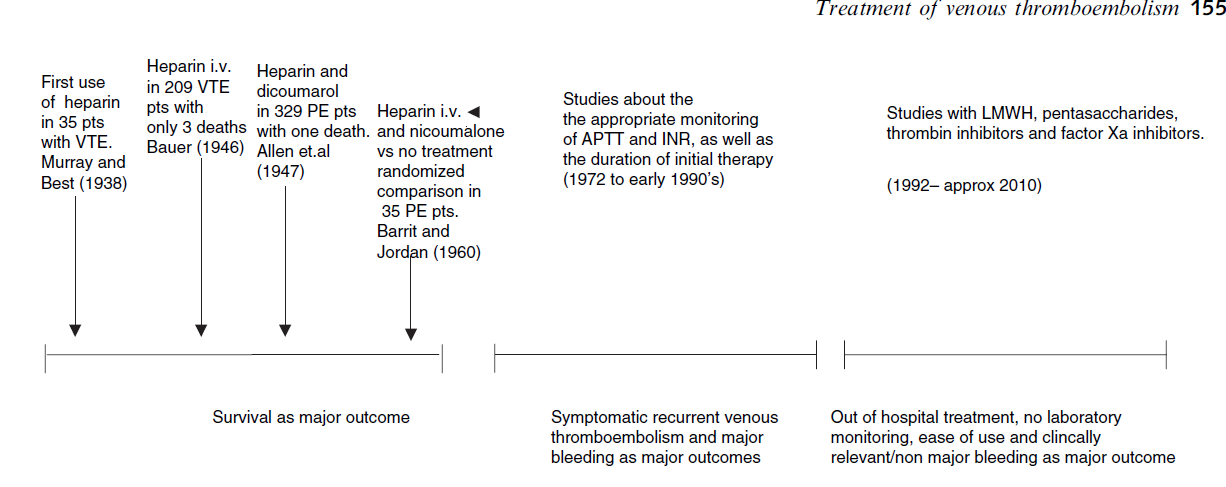 Treatment of venous thromboembolism 155
First use
of heparin
in 35 pts
with VTE.
Murray and
Best (1938)
Heparin i.v.
in 209 VTE
pts with
only 3 deaths
Bauer (1946)
Heparin and
dicoumarol
in 329 PE pts
with one death.
Allen et.al
(1947)
Heparin i.v.
and nicoumalone
vs no treatment
randomized
comparison in
35 PE pts.
Barrit and
Jordan (1960)
Studies about the
the appropriate monitoring
of APTT and INR, as well as
the duration of initial therapy
(1972 to early 1990's)
Studies with LMWH, pentasaccharides,
thrombin inhibitors and factor Xa inhibitors.
(1992– approx 2010)
Survival as major outcome
Symptomatic recurrent venous
thromboembolism and major
bleeding as major outcomes
Out of hospital treatment, no laboratory
monitoring, ease of use and clincally
relevant/non major bleeding as major outcome